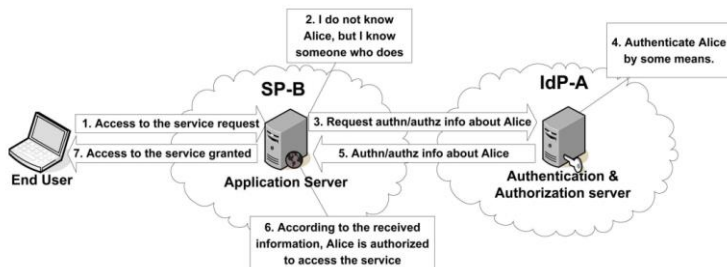 2. I do not know
Alice, but I know
someone who does
4. Authenticate Alice
by some means.
SP-B
IdP-A
1. Access to the service request
3. Request authn/authz info about Alice
7. Access to the service granted
5. Authn/authz info about Alice
End User
Application Server
Authentication &
Authorization server
6. According to the received
information, Alice is authorized
to access the service